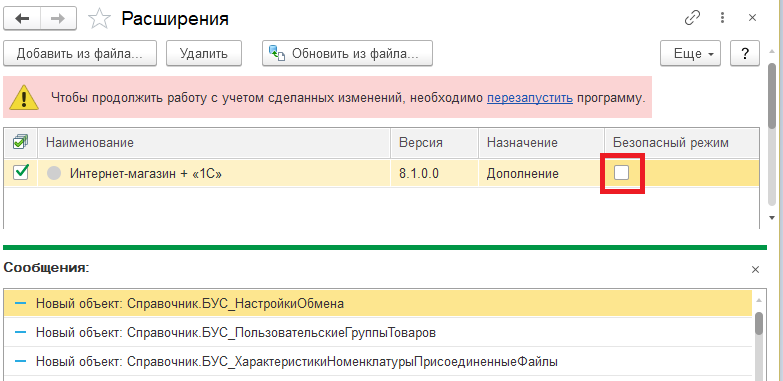 Расширения
Добавить из файла... Удалить Обновить из файла... Еще ?
Чтобы продолжить работу с учетом сделанных изменений, необходимо перезапустить программу.
Наименование Версия Назначение Безопасный режим
Интернет-магазин + «1С» 8.1.0.0 Дополнение
Сообщения:
Новый объект: Справочник.БУС_НастройкиОбмена
Новый объект: Справочник.БУС_ПользовательскиеГруппыТоваров
Новый объект: Справочник.БУС_ХарактеристикиНоменклатурыПрисоединенныеФайлы